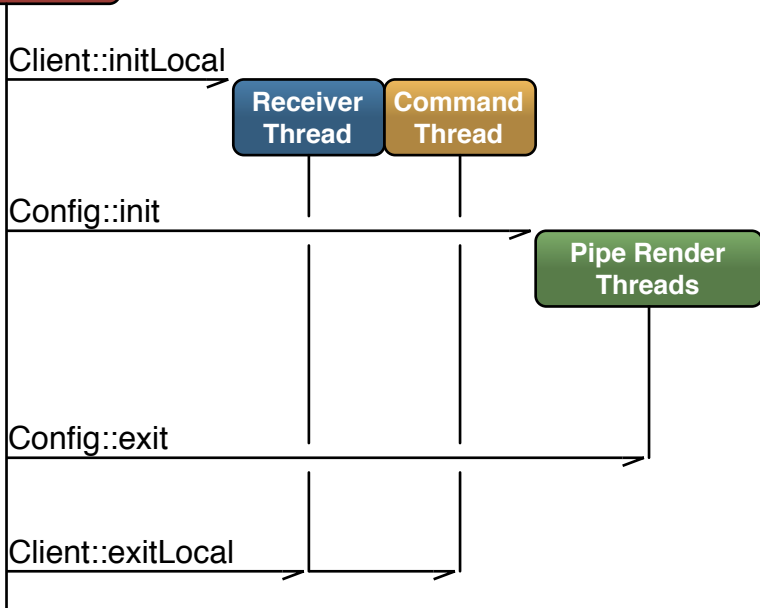 Client::initLocal
Receiver
Thread
Command
Thread
Config::init
Pipe Render
Threads
Config::exit
Client::exitLocal